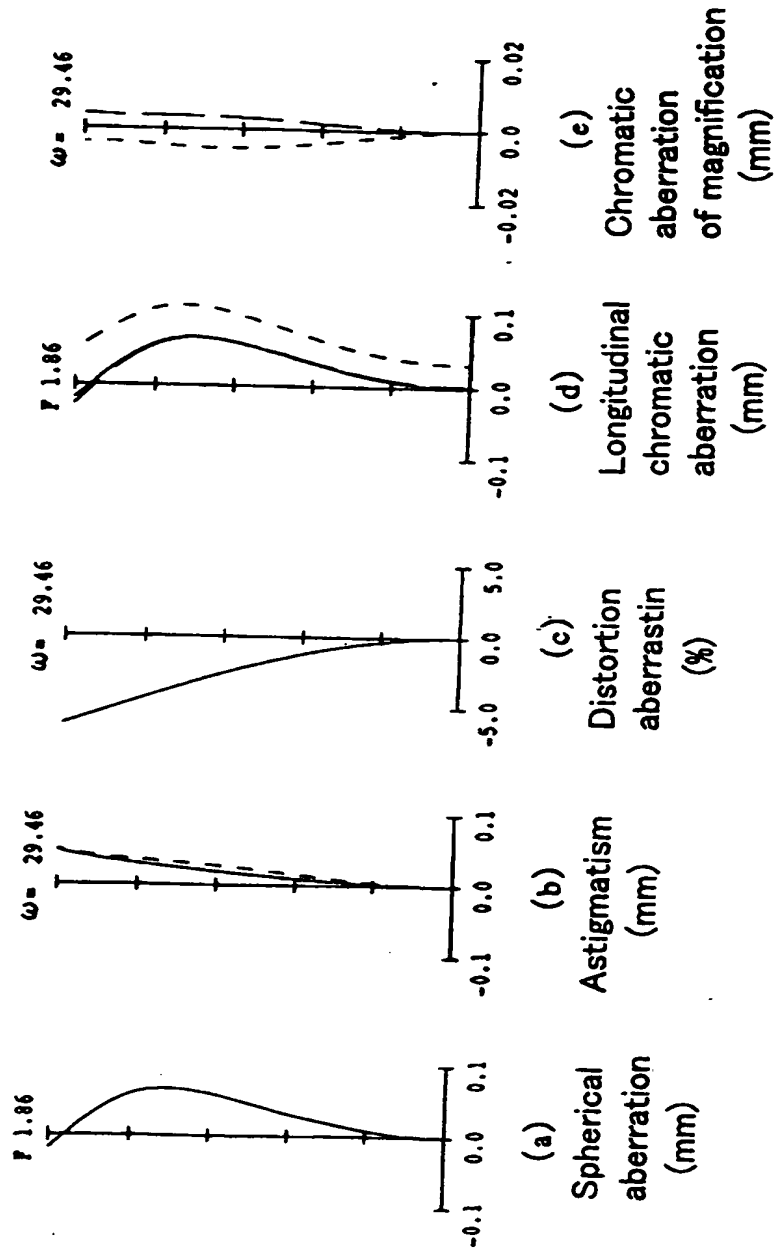 F 1.86
-0.1 0.0 0.1
(a)
Spherical
aberration
(mm)
ω= 29.46
-0.1 0.0 0.1
(b)
Astigmatism
(mm)
ω= 29.46
-5.0 0.0 5.0
(c)
Distortion
aberrastin
(%)
F 1.86
-0.1 0.0 0.1
(d)
Longitudinal
chromatic
aberration
(mm)
ω= 29.46
-0.02 0.0 0.02
(e)
Chromatic
aberration
of magnification
(mm)